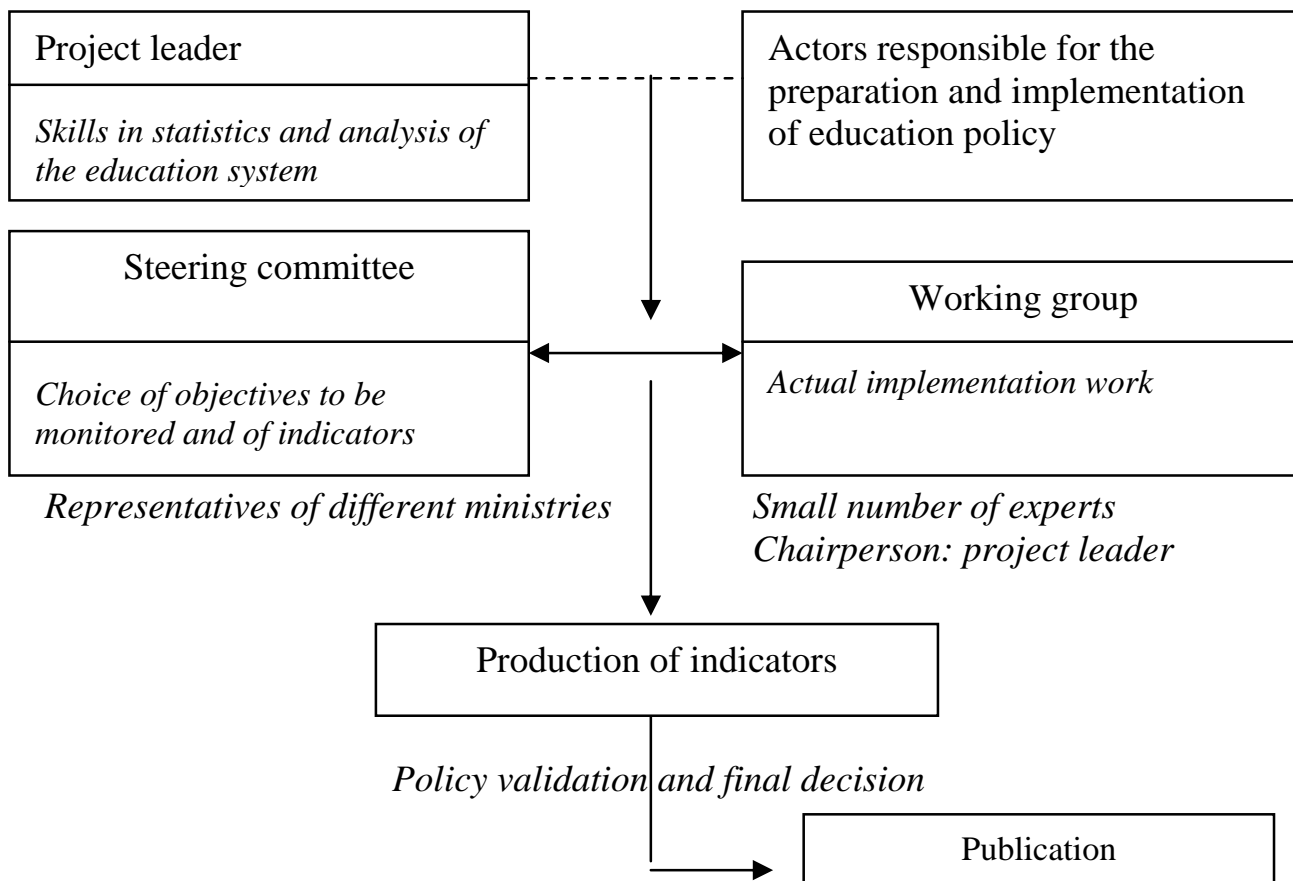 Project leader
Skills in statistics and analysis of
the education system
Actors responsible for the
preparation and implementation
of education policy
Steering committee
Choice of objectives to be
monitored and of indicators
Representatives of different ministries
Working group
Actual implementation work
Small number of experts
Chairperson: project leader
Production of indicators
Policy validation and final decision
Publication